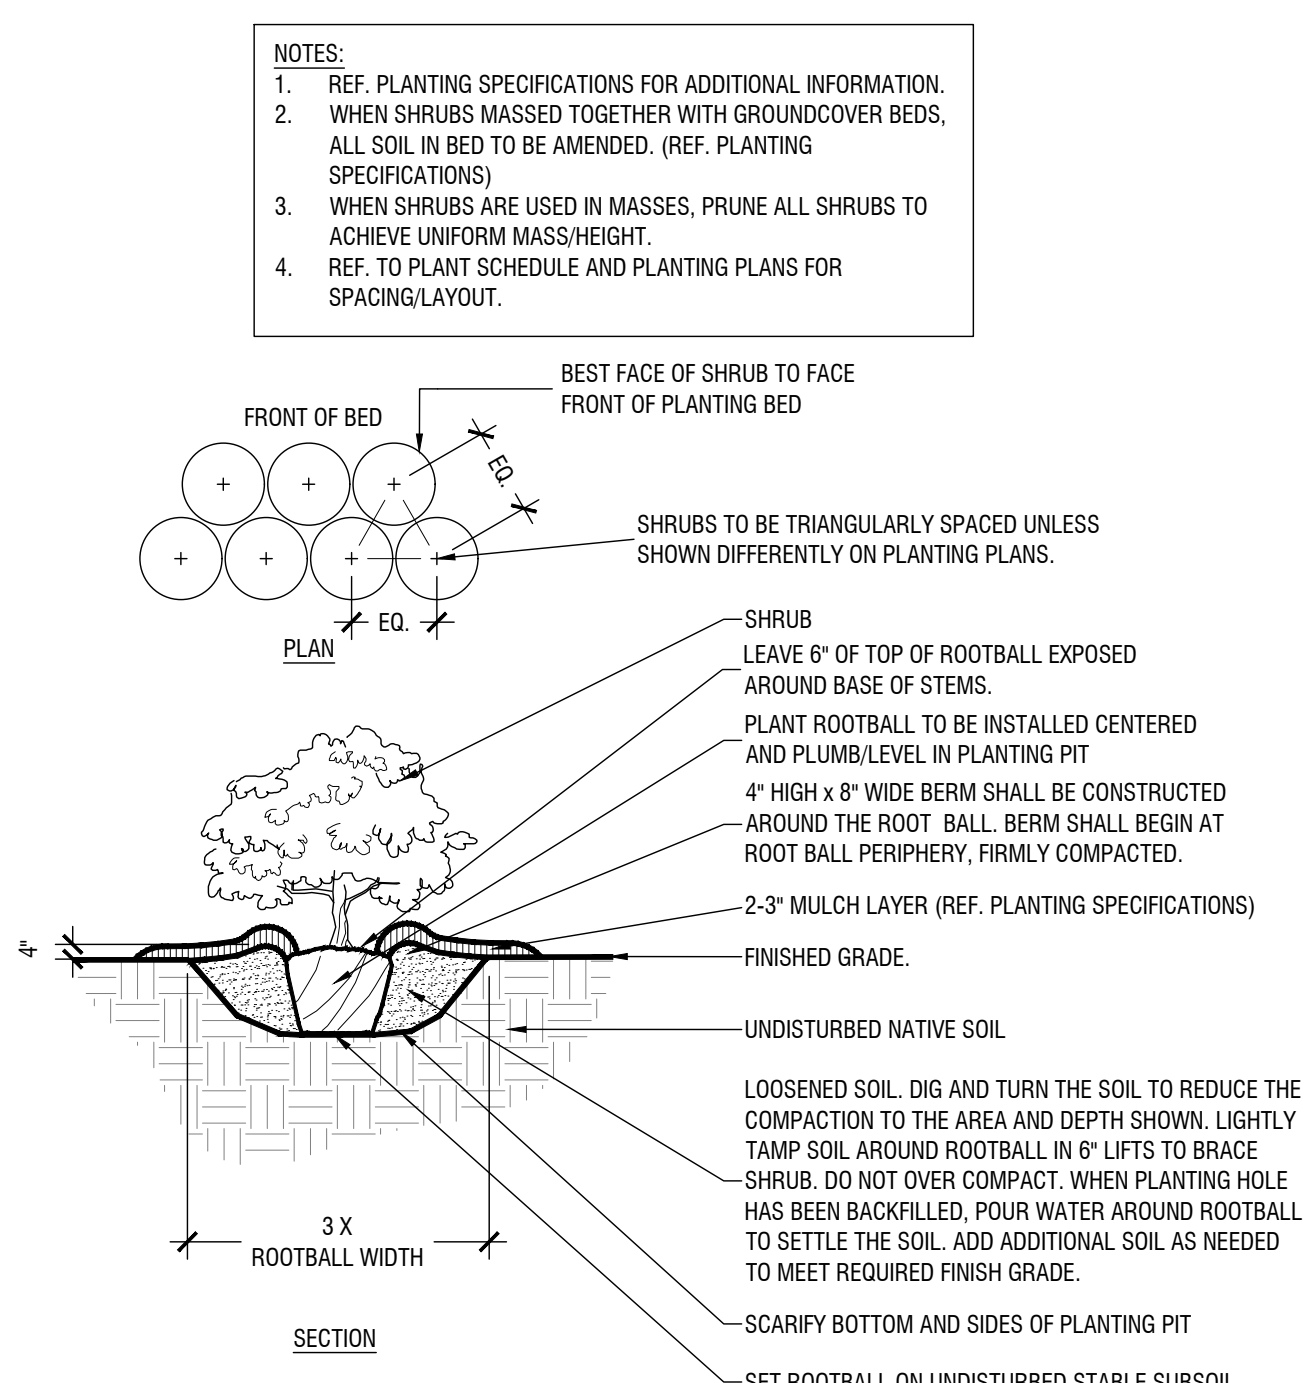 NOTES:
1. REF. PLANTING SPECIFICATIONS FOR ADDITIONAL INFORMATION.
2. WHEN SHRUBS MASSED TOGETHER WITH GROUNDCOVER BEDS,
ALL SOIL IN BED TO BE AMENDED. (REF. PLANTING
SPECIFICATIONS)
3. WHEN SHRUBS ARE USED IN MASSES, PRUNE ALL SHRUBS TO
ACHIEVE UNIFORM MASS/HEIGHT.
4. REF. TO PLANT SCHEDULE AND PLANTING PLANS FOR
SPACING/LAYOUT.
BEST FACE OF SHRUB TO FACE
FRONT OF PLANTING BED
FRONT OF BED
EQ.
SHRUBS TO BE TRIANGULARLY SPACED UNLESS
SHOWN DIFFERENTLY ON PLANTING PLANS.
EQ.
PLAN
SHRUB
LEAVE 6" OF TOP OF ROOTBALL EXPOSED
AROUND BASE OF STEMS.
PLANT ROOTBALL TO BE INSTALLED CENTERED
AND PLUMB/LEVEL IN PLANTING PIT
4" HIGH x 8" WIDE BERM SHALL BE CONSTRUCTED
AROUND THE ROOT BALL. BERM SHALL BEGIN AT
ROOT BALL PERIPHERY, FIRMLY COMPACTED.
2-3" MULCH LAYER (REF. PLANTING SPECIFICATIONS)
4"
FINISHED GRADE.
UNDISTURBED NATIVE SOIL
LOOSENED SOIL. DIG AND TURN THE SOIL TO REDUCE THE
COMPACTION TO THE AREA AND DEPTH SHOWN. LIGHTLY
TAMP SOIL AROUND ROOTBALL IN 6" LIFTS TO BRACE
SHRUB. DO NOT OVER COMPACT. WHEN PLANTING HOLE
HAS BEEN BACKFILLED, POUR WATER AROUND ROOTBALL
TO SETTLE THE SOIL. ADD ADDITIONAL SOIL AS NEEDED
TO MEET REQUIRED FINISH GRADE.
3 X
ROOTBALL WIDTH
SCARIFY BOTTOM AND SIDES OF PLANTING PIT
SECTION
SET ROOTBALL ON UNDISTURBED STABLE SUBSOIL